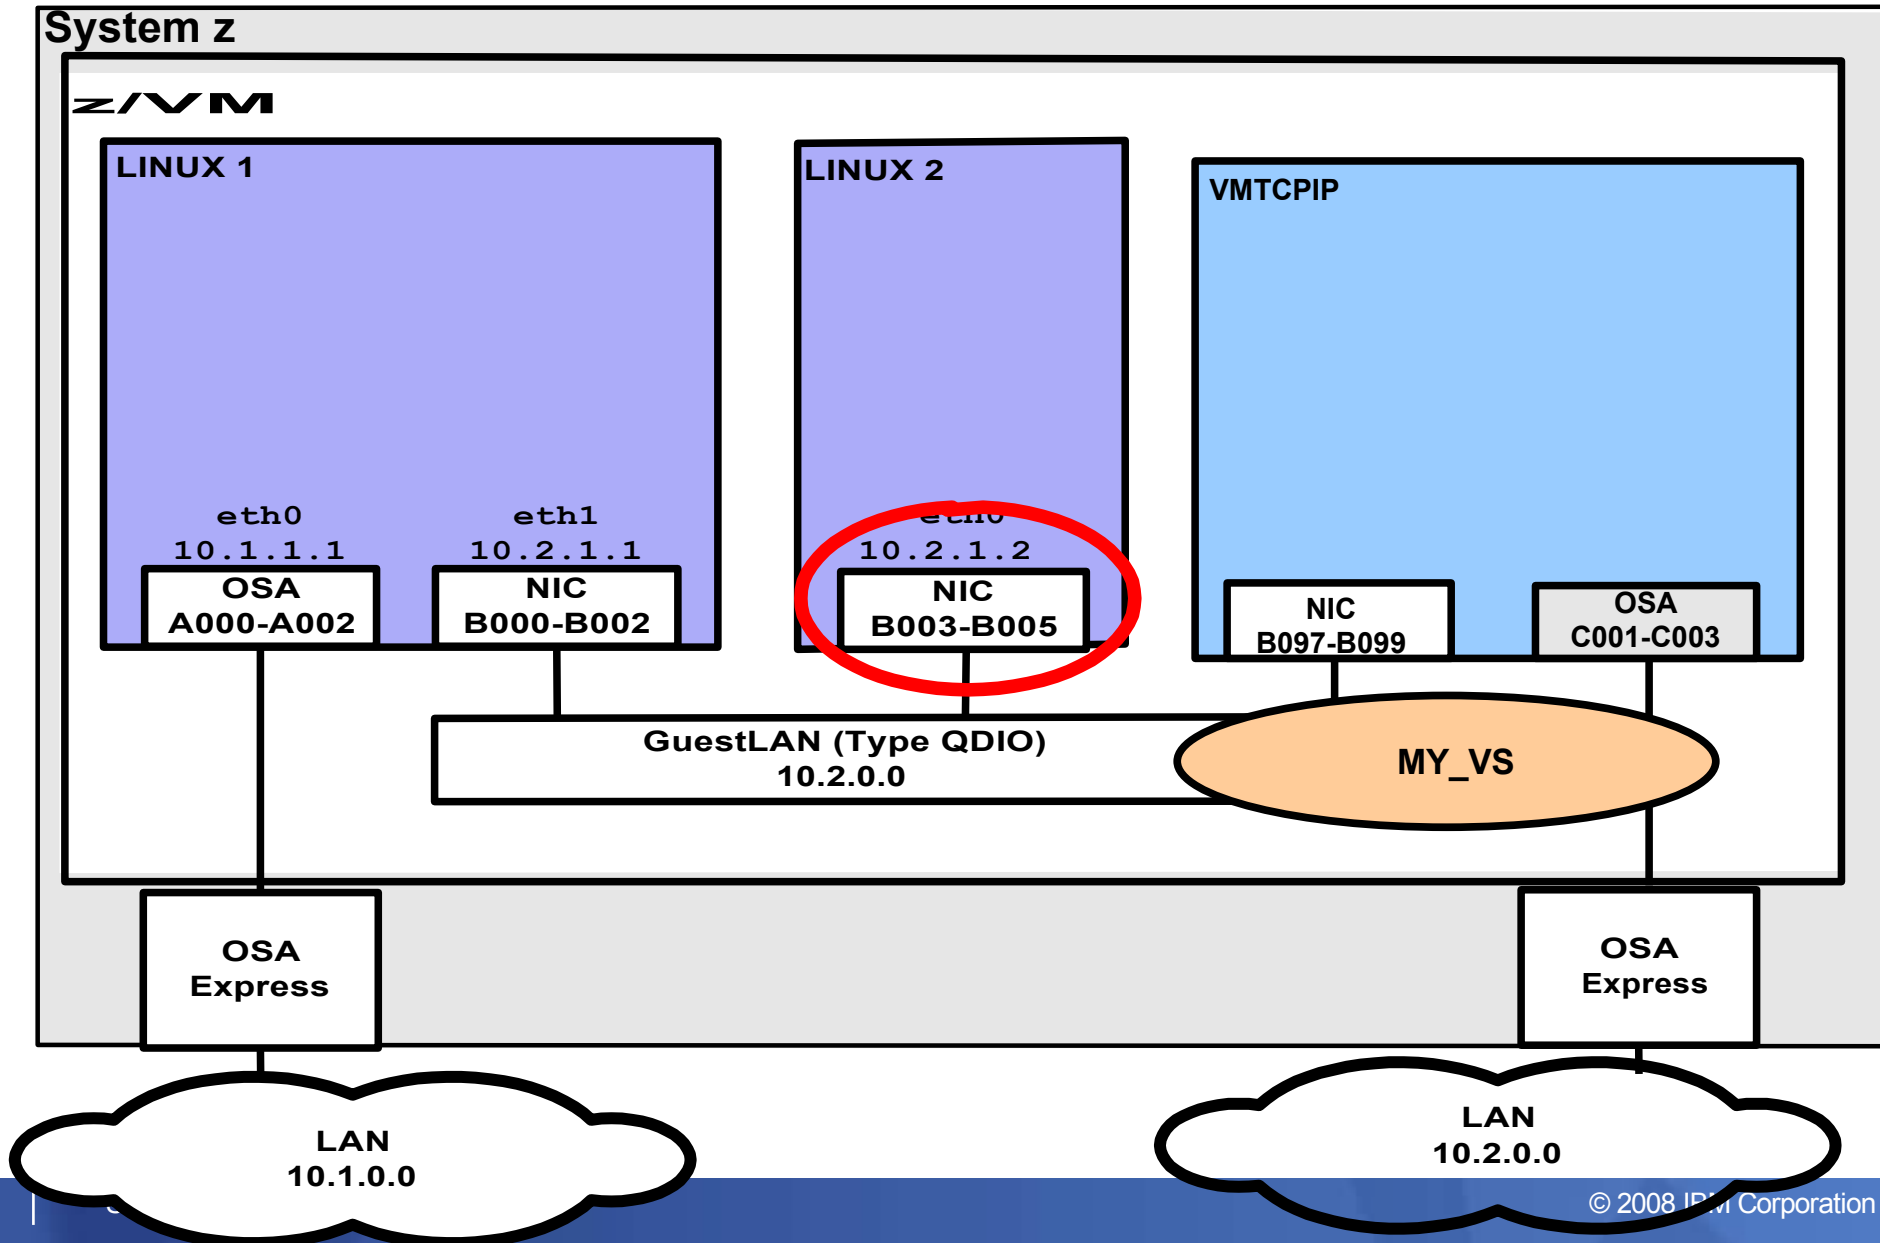 System z
z/VM
LINUX 1
LINUX 2
VMTCPIP
eth0
10.1.1.1
OSA
A000-A002
eth1
10.2.1.1
NIC
B000-B002
eth0
10.2.1.2
NIC
B003-B005
NIC
B097-B099
OSA
C001-C003
GuestLAN (Type QDIO)
10.2.0.0
MY_VS
OSA
Express
OSA
Express
LAN
10.1.0.0
LAN
10.2.0.0
© 2008 IBM Corporation